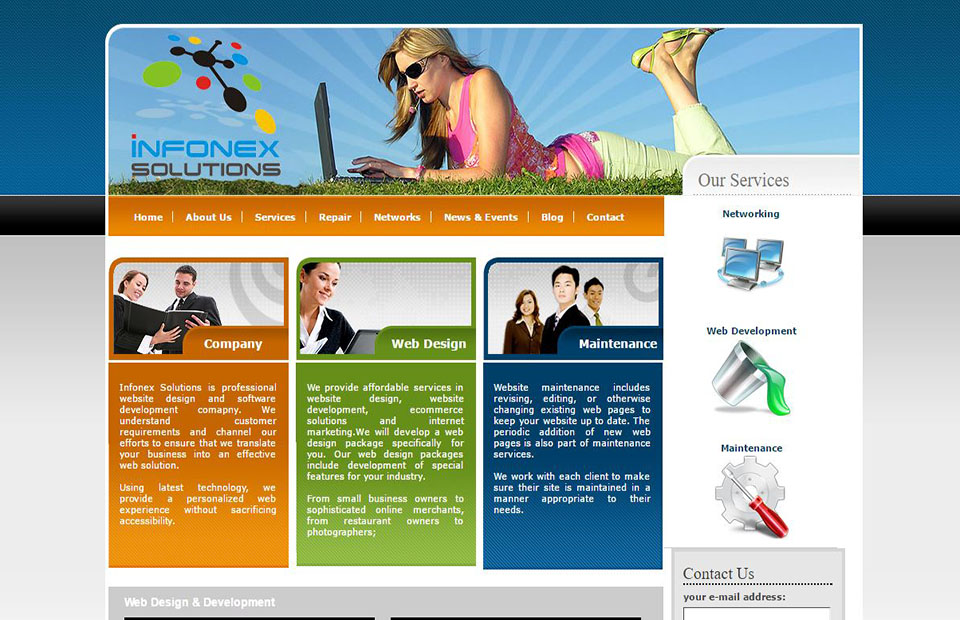 INFONEX
SOLUTIONS
Our Services
Home About Us Services Repair Networks News & Events Blog Contact
Networking
Web Development
Maintenance
Company
Infonex Solutions is professional
website design and software
development comapny. We
understand customer
requirements and channel our
efforts to ensure that we translate
your business into an effective
web solution.
Using latest technology, we
provide a personalized web
experience without sacrificing
accessibility.
Web Design
We provide affordable services in
website design, website
development, ecommerce
solutions and internet
marketing.We will develop a web
design package specifically for
you. Our web design packages
include development of special
features for your industry.
From small business owners to
sophisticated online merchants,
from restaurant owners to
photographers;
Maintenance
Website maintenance includes
revising, editing, or otherwise
changing existing web pages to
keep your website up to date. The
periodic addition of new web
pages is also part of maintenance
services.
We work with each client to make
sure their site is maintained in a
manner appropriate to their
needs.
Contact Us
your e-mail address:
Web Design & Development